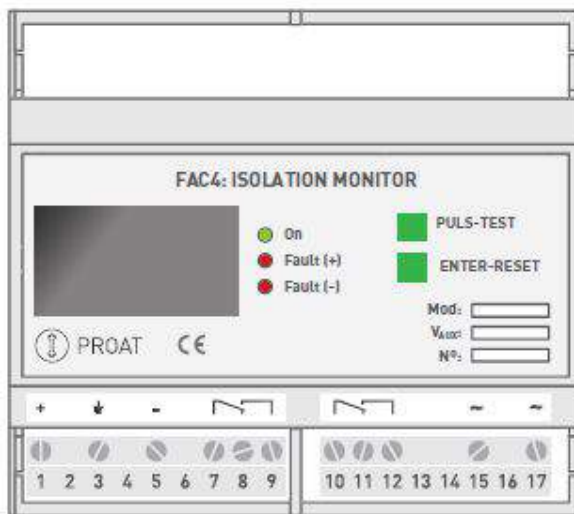 FAC4: ISOLATION MONITOR
On
Fault (+)
Fault (-)
PULS-TEST
ENTER-RESET
Mod:
VAUX:
Nº:
PROAT CE
+ - ~ ~
1 2 3 4 5 6 7 8 9 10 11 12 13 14 15 16 17